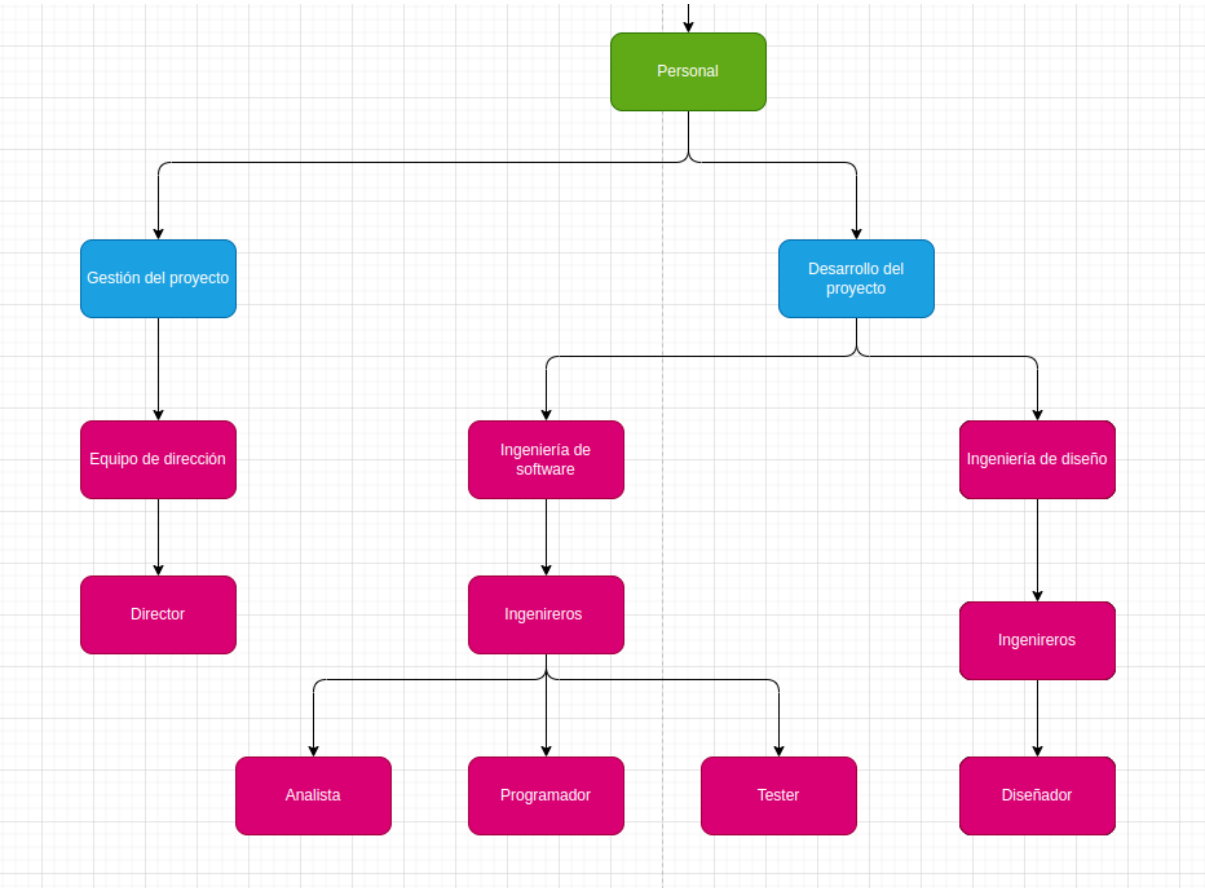 Personal
Gestión del proyecto
Desarrollo del
proyecto
Equipo de dirección
Ingeniería de
software
Ingeniería de diseño
Director
Ingenireros
Ingenireros
Analista
Programador
Tester
Diseñador